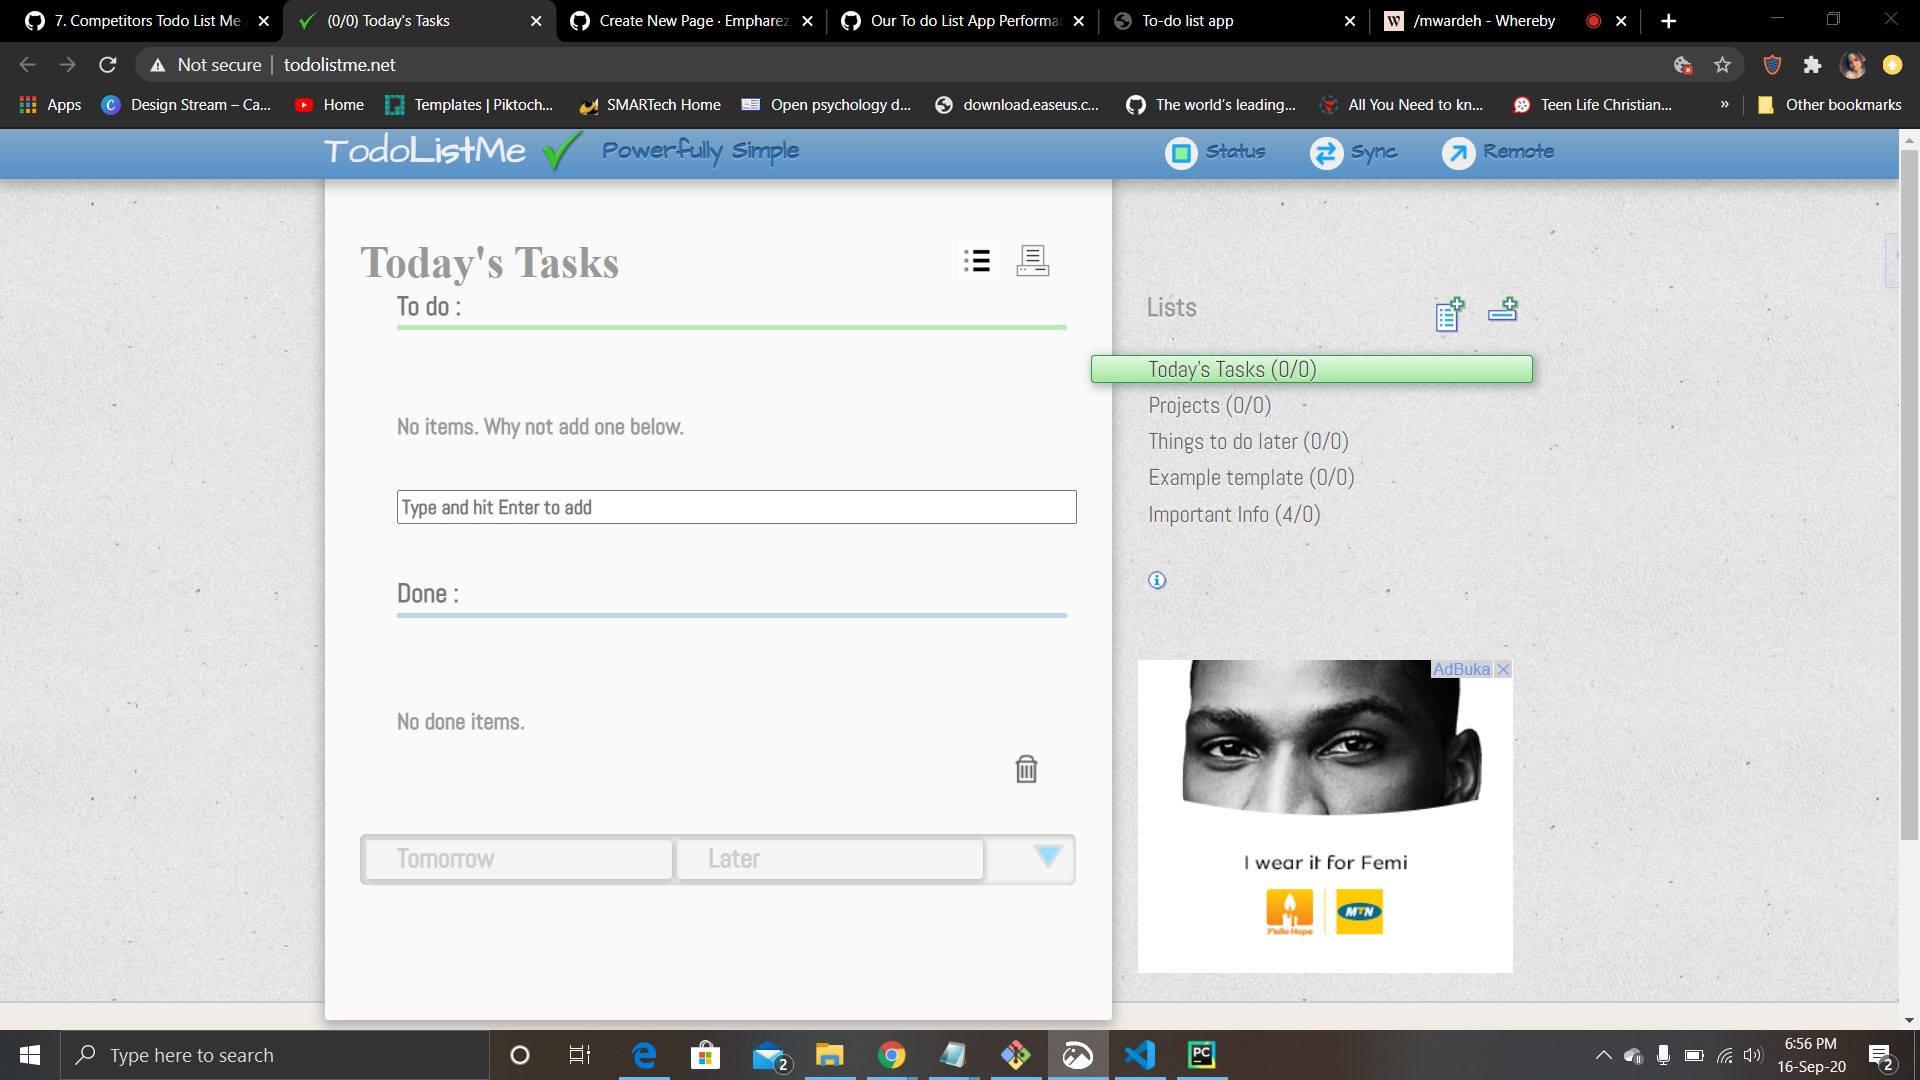 7. Competitors Todo List Me
(0/0) Today's Tasks
Create New Page · Emphare
Our To do List App Performa
To-do list app
/mwardeh - Whereby
Not secure
todolistme.net
Apps
Design Stream – Ca...
Home
Templates | Piktoch...
SMARTech Home
Open psychology d...
download.easeus.c...
The world's leading...
All You Need to kn...
Teen Life Christian...
»
Other bookmarks
TodoListMe
Powerfully Simple
Status
Sync
Remote
Today's Tasks
To do :
No items. Why not add one below.
Type and hit Enter to add
Done :
No done items.
Tomorrow
Later
Lists
Today's Tasks (0/0)
Projects (0/0)
Things to do later (0/0)
Example template (0/0)
Important Info (4/0)
AdBuka
I wear it for Femi
Y'ello Hope
MTN
Type here to search
2
PC
6:56 PM
16-Sep-20
2